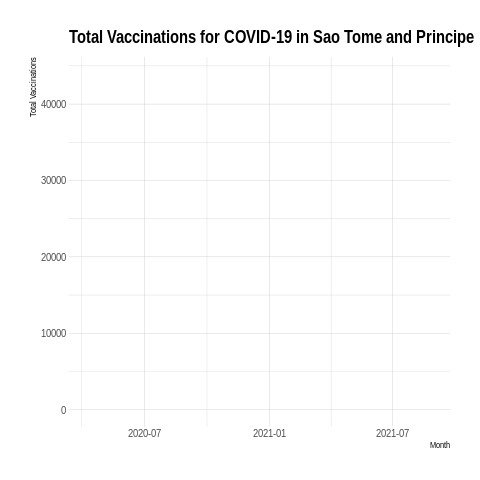 Total Vaccinations for COVID-19 in Sao Tome and Principe
Total Vaccinations
40000
30000
20000
10000
0
2020-07
2021-01
2021-07
Month